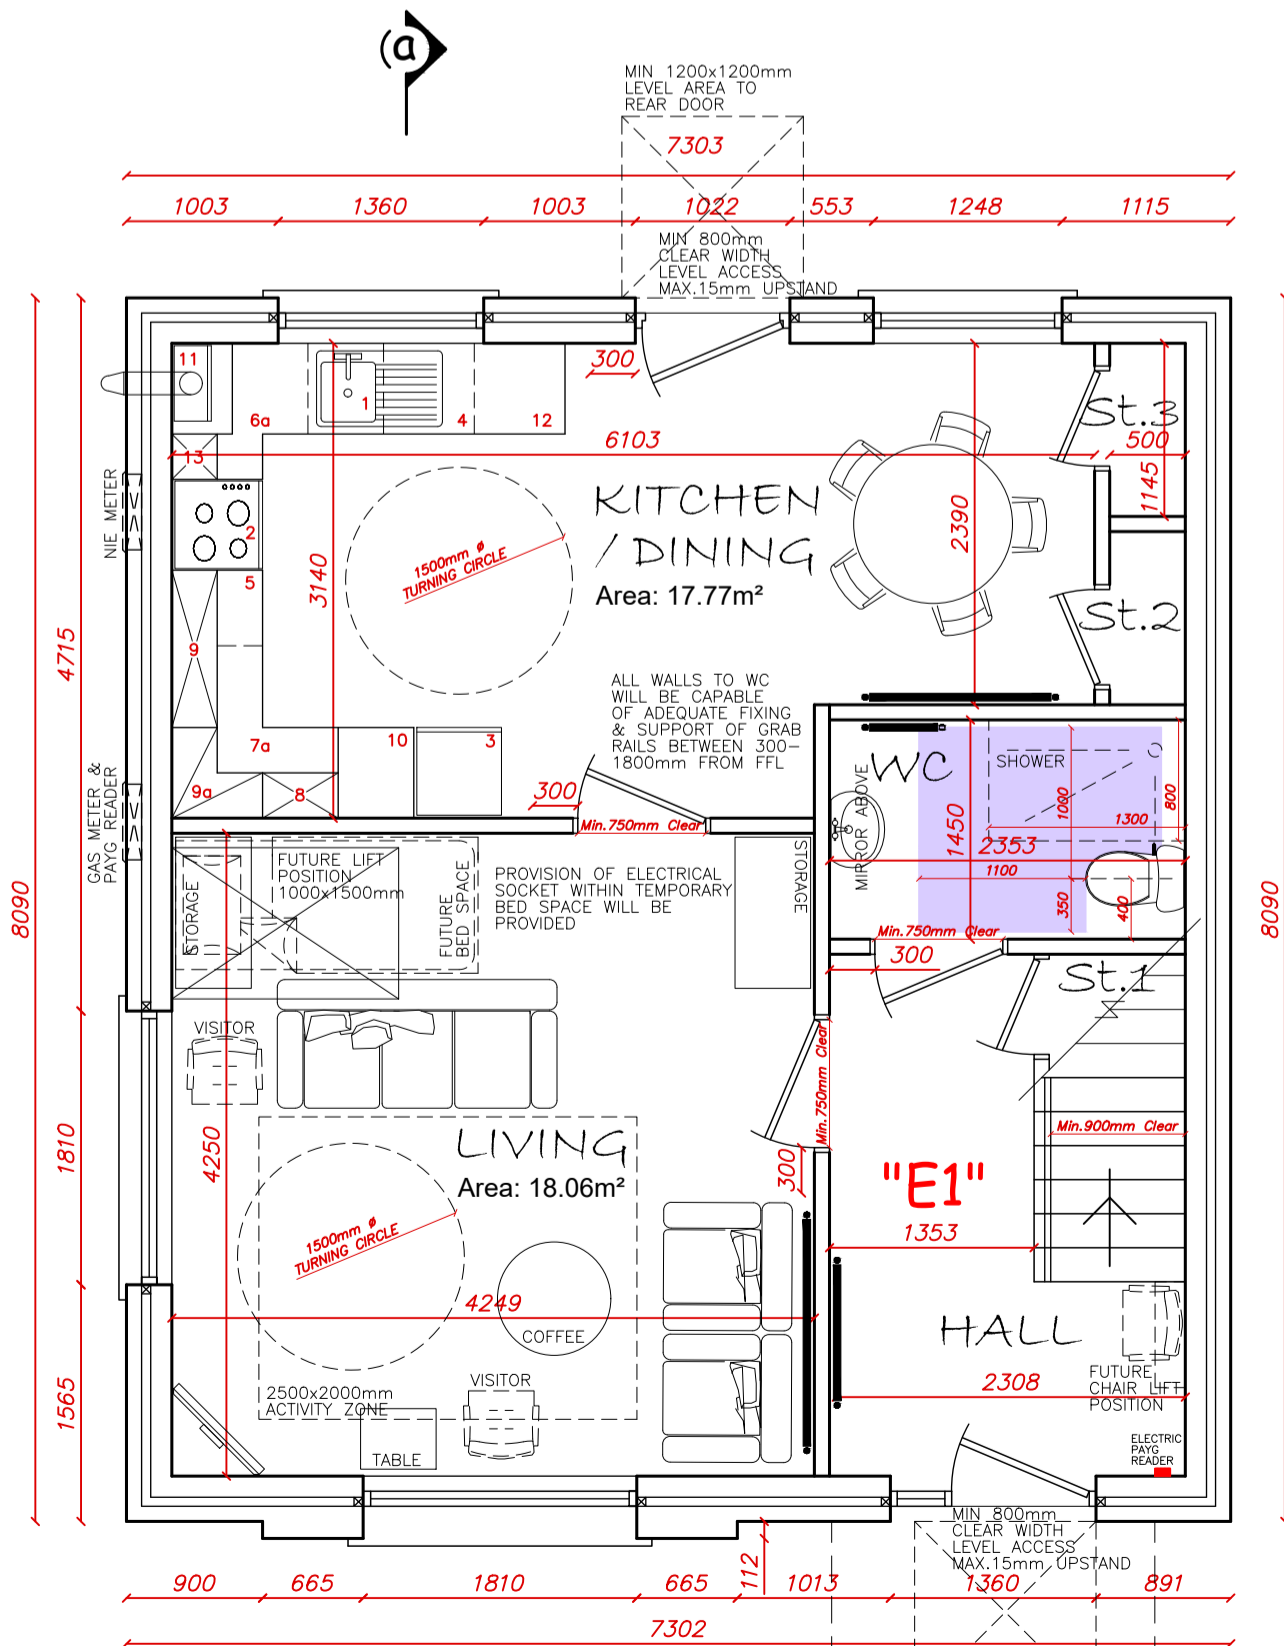 (a)
MIN 1200x1200mm
LEVEL AREA TO
REAR DOOR
7303
1003
1360
1003
1022
553
1248
1115
MIN 800mm
CLEAR WIDTH
LEVEL ACCESS
MAX.15mm UPSTAND
11
6a
1
4
12
300
13
6103
2
5
3140
1500mm ø
TURNING CIRCLE
KITCHEN
/DINING
Area: 17.77m²
2390
St.3
500
1145
St.2
NIE METER
9
7a
10
3
9a
8
GAS METER &
PAYG READER
ALL WALLS TO WC
WILL BE CAPABLE
OF ADEQUATE FIXING
& SUPPORT OF GRAB
RAILS BETWEEN 300-
1800mm FROM FFL
300
Min.750mm Clear
WC
MIRROR ABOVE
SHOWER
1000
800
1300
1450
2353
1100
350
400
Min.750mm Clear
300
St.1
4715
8090
8090
1810
1565
STORAGE
FUTURE LIFT
POSITION
1000x1500mm
FUTURE
BED SPACE
PROVISION OF ELECTRICAL
SOCKET WITHIN TEMPORARY
BED SPACE WILL BE
PROVIDED
STORAGE
VISITOR
4250
LIVING
Area: 18.06m²
1500mm ø
TURNING CIRCLE
4249
COFFEE
2500x2000mm
ACTIVITY ZONE
VISITOR
TABLE
Min.750mm Clear
300
Min.900mm Clear
"E1"
1353
HALL
2308
FUTURE
CHAIR LIFT
POSITION
ELECTRIC
PAYG
READER
MIN 800mm
CLEAR WIDTH
LEVEL ACCESS
MAX.15mm UPSTAND
112
900
665
1810
665
1013
1360
891
7302